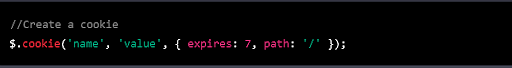 //Create a cookie
$.cookie('name', 'value', { expires: 7, path: '/' });